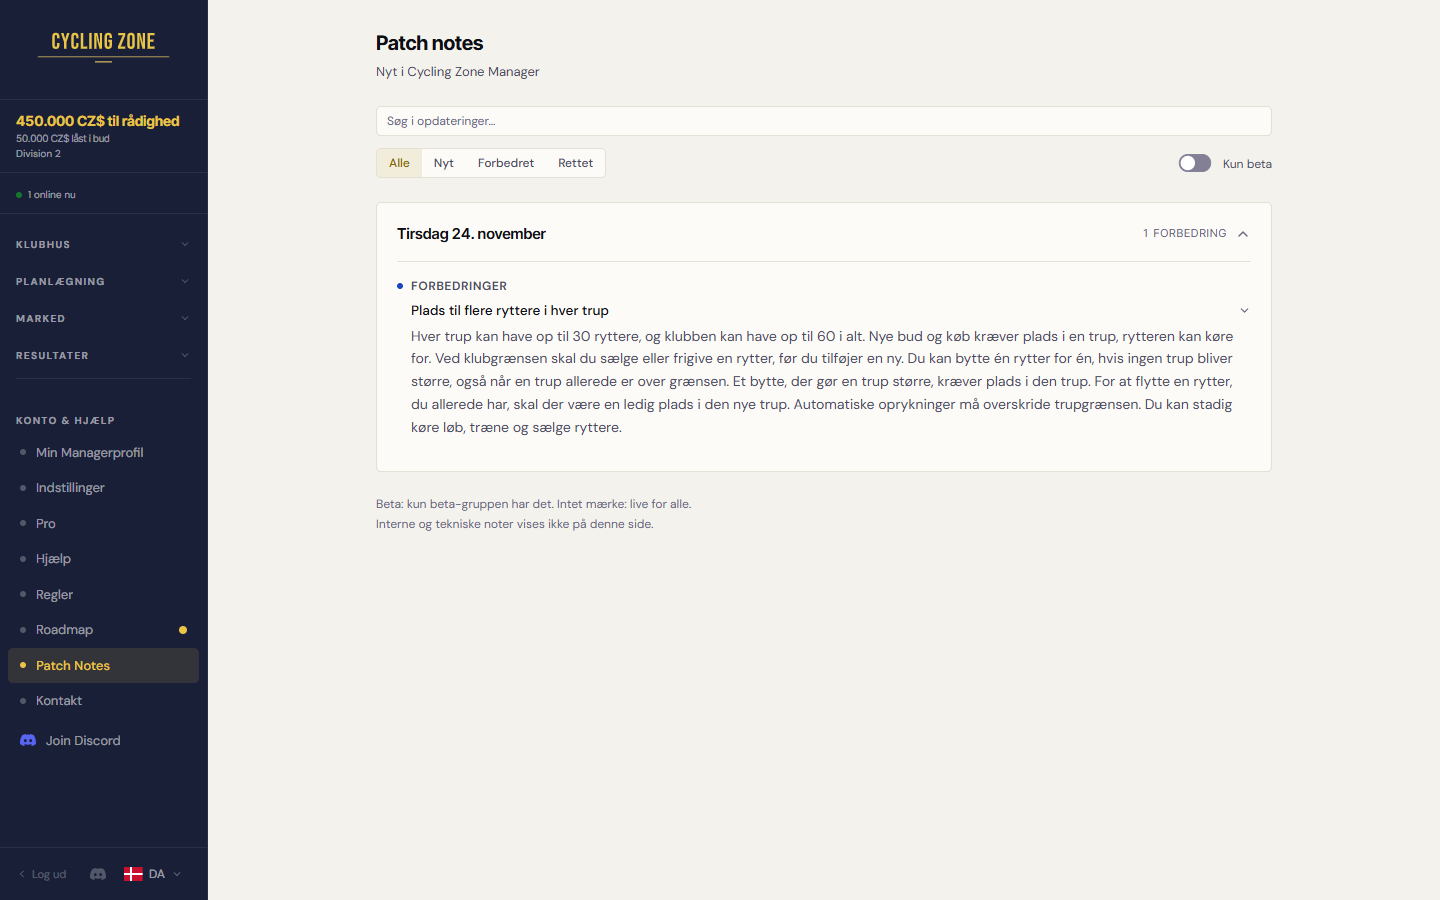 CYCLING ZONE
450.000 CZ$ til rådighed
50.000 CZ$ låst i bud
Division 2
1 online nu
KLUBHUS
PLANLÆGNING
MARKED
RESULTATER
KONTO & HJÆLP
Min Managerprofil
Indstillinger
Pro
Hjælp
Regler
Roadmap
Patch Notes
Kontakt
Join Discord
Log ud
DA
Patch notes
Nyt i Cycling Zone Manager
Søg i opdateringer...
Alle Nyt Forbedret Rettet
Kun beta
Tirsdag 24. november
1 FORBEDRING
FORBEDRINGER
Plads til flere ryttere i hver trup
Hver trup kan have op til 30 ryttere, og klubben kan have op til 60 i alt. Nye bud og køb kræver plads i en trup, rytteren kan køre
for. Ved klubgrænsen skal du sælge eller frigive en rytter, før du tilføjer en ny. Du kan bytte én rytter for én, hvis ingen trup bliver
større, også når en trup allerede er over grænsen. Et bytte, der gør en trup større, kræver plads i den trup. For at flytte en rytter,
du allerede har, skal der være en ledig plads i den nye trup. Automatiske oprykninger må overskride trupgrænsen. Du kan stadig
køre løb, træne og sælge ryttere.
Beta: kun beta-gruppen har det. Intet mærke: live for alle.
Interne og tekniske noter vises ikke på denne side.